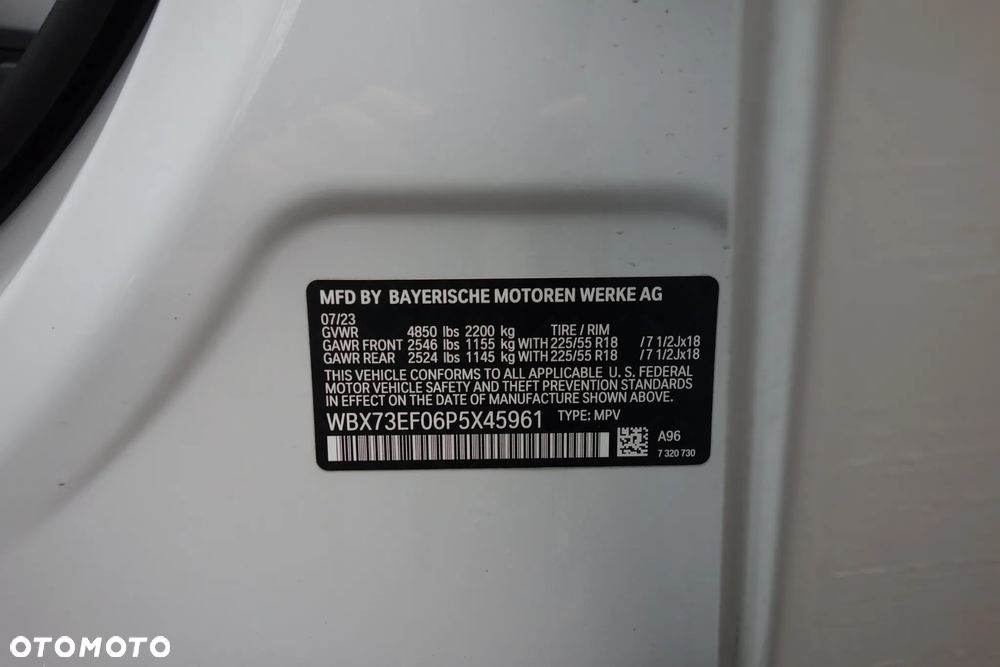 MFD BY BAYERISCHE MOTOREN WERKE AG
07/23
GVWR 4850 lbs 2200 kg TIRE / RIM
GAWR FRONT 2546 lbs 1155 kg WITH 225/55 R18 /7 1/2Jx18
GAWR REAR 2524 lbs 1145 kg WITH 225/55 R18 /7 1/2Jx18
THIS VEHICLE CONFORMS TO ALL APPLICABLE U. S. FEDERAL
MOTOR VEHICLE SAFETY AND THEFT PREVENTION STANDARDS
IN EFFECT ON THE DATE OF MANUFACTURE SHOWN ABOVE.
WBX73EF06P5X45961 TYPE: MPV
A96
7 320 730
OTOMOTO